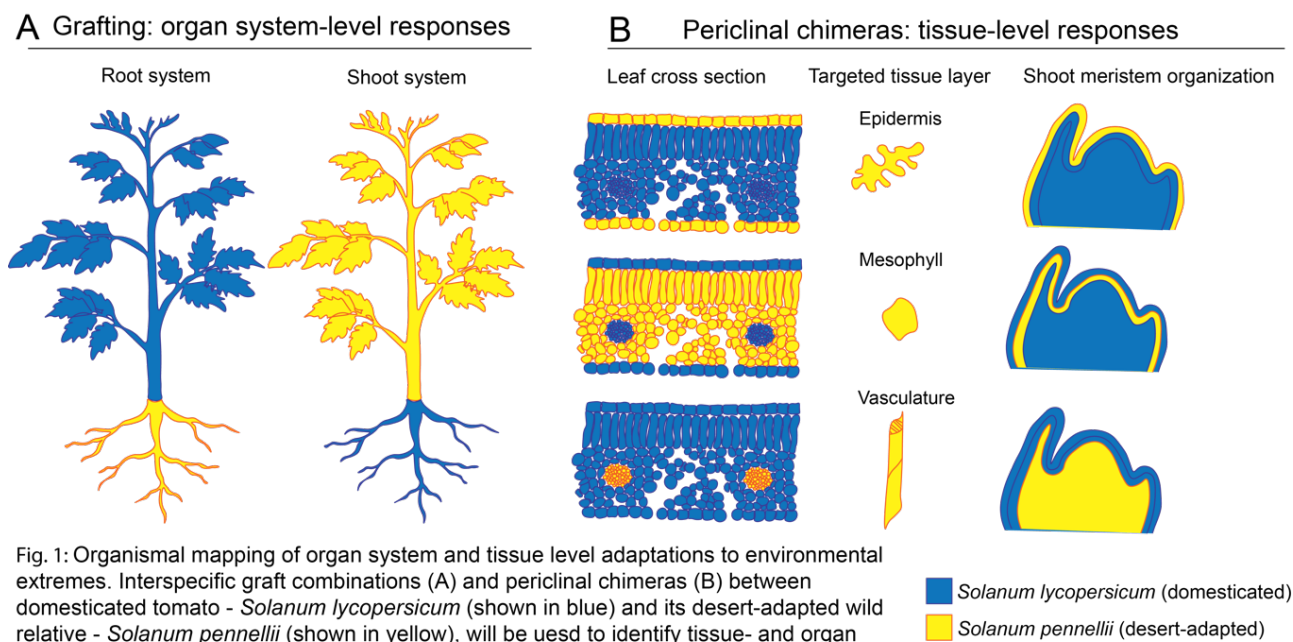 A Grafting: organ system-level responses
Root system
Shoot system
B Periclinal chimeras: tissue-level responses
Leaf cross section
Targeted tissue layer
Shoot meristem organization
Epidermis
Mesophyll
Vasculature
Fig. 1: Organismal mapping of organ system and tissue level adaptations to environmental
extremes. Interspecific graft combinations (A) and periclinal chimeras (B) between
domesticated tomato - Solanum lycopersicum (shown in blue) and its desert-adapted wild
relative - Solanum pennellii (shown in yellow), will be uesd to identify tissue- and organ
Solanum lycopersicum (domesticated)
Solanum pennellii (desert-adapted)